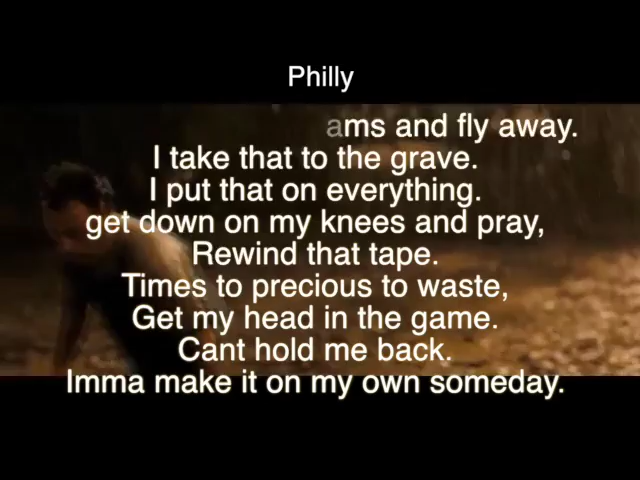 Philly
ams and fly away.
I take that to the grave.
I put that on everything.
get down on my knees and pray,
Rewind that tape.
Times to precious to waste,
Get my head in the game.
Cant hold me back.
Imma make it on my own someday.